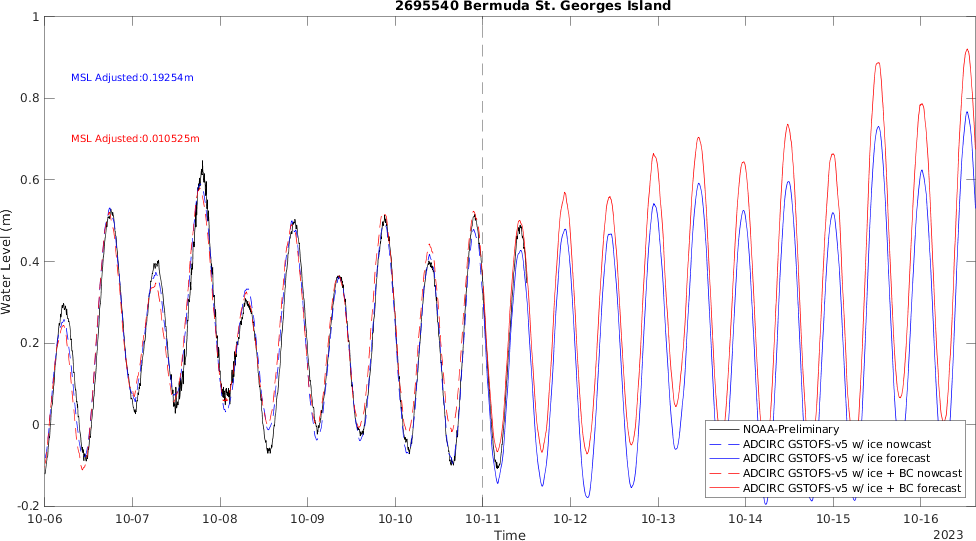 2695540 Bermuda St. Georges Island
MSL Adjusted:0.19254m
MSL Adjusted:0.010525m
Water Level (m)
1
0.8
0.6
0.4
0.2
0
-0.2
NOAA-Preliminary
ADCIRC GSTOFS-v5 w/ ice nowcast
ADCIRC GSTOFS-v5 w/ ice forecast
ADCIRC GSTOFS-v5 w/ ice + BC nowcast
ADCIRC GSTOFS-v5 w/ ice + BC forecast
10-06 10-07 10-08 10-09 10-10 10-11 10-12 10-13 10-14 10-15 10-16
Time
2023